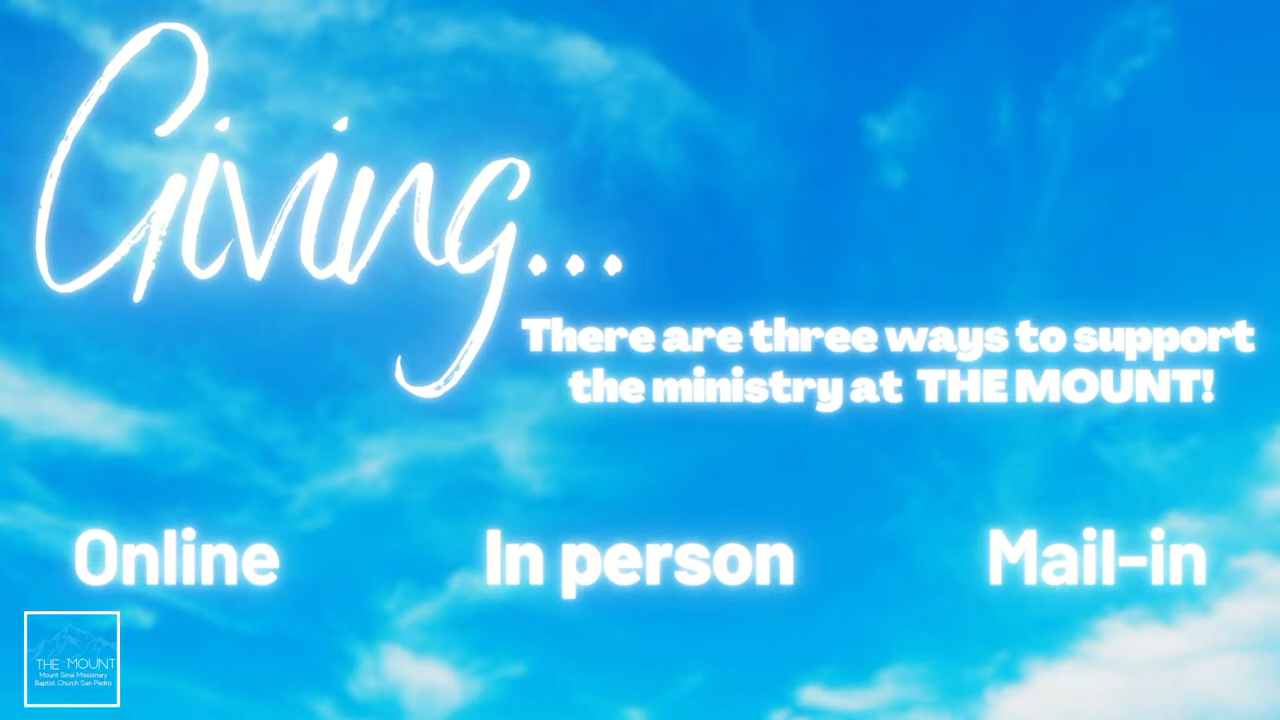 Giving...
There are three ways to support
the ministry at THE MOUNT!
Online
In person
Mail-in
THE MOUNT
Mount Sinai Missionary
Baptist Church San Pedro